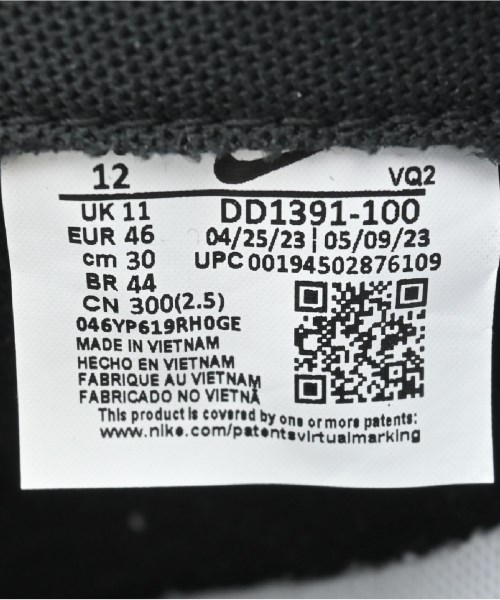 12 VQ2
UK 11 DD1391-100
EUR 46 04/25/23 | 05/09/23
cm 30 UPC 00194502876109
BR 44
CN 300(2.5)
046YP619RH0GE
MADE IN VIETNAM
HECHO EN VIETNAM
FABRIQUE AU VIETNAM
FABRICADO NO VIETNÃ
This product is covered by one or more patents:
www.nike.com/patentsvirtualmarking